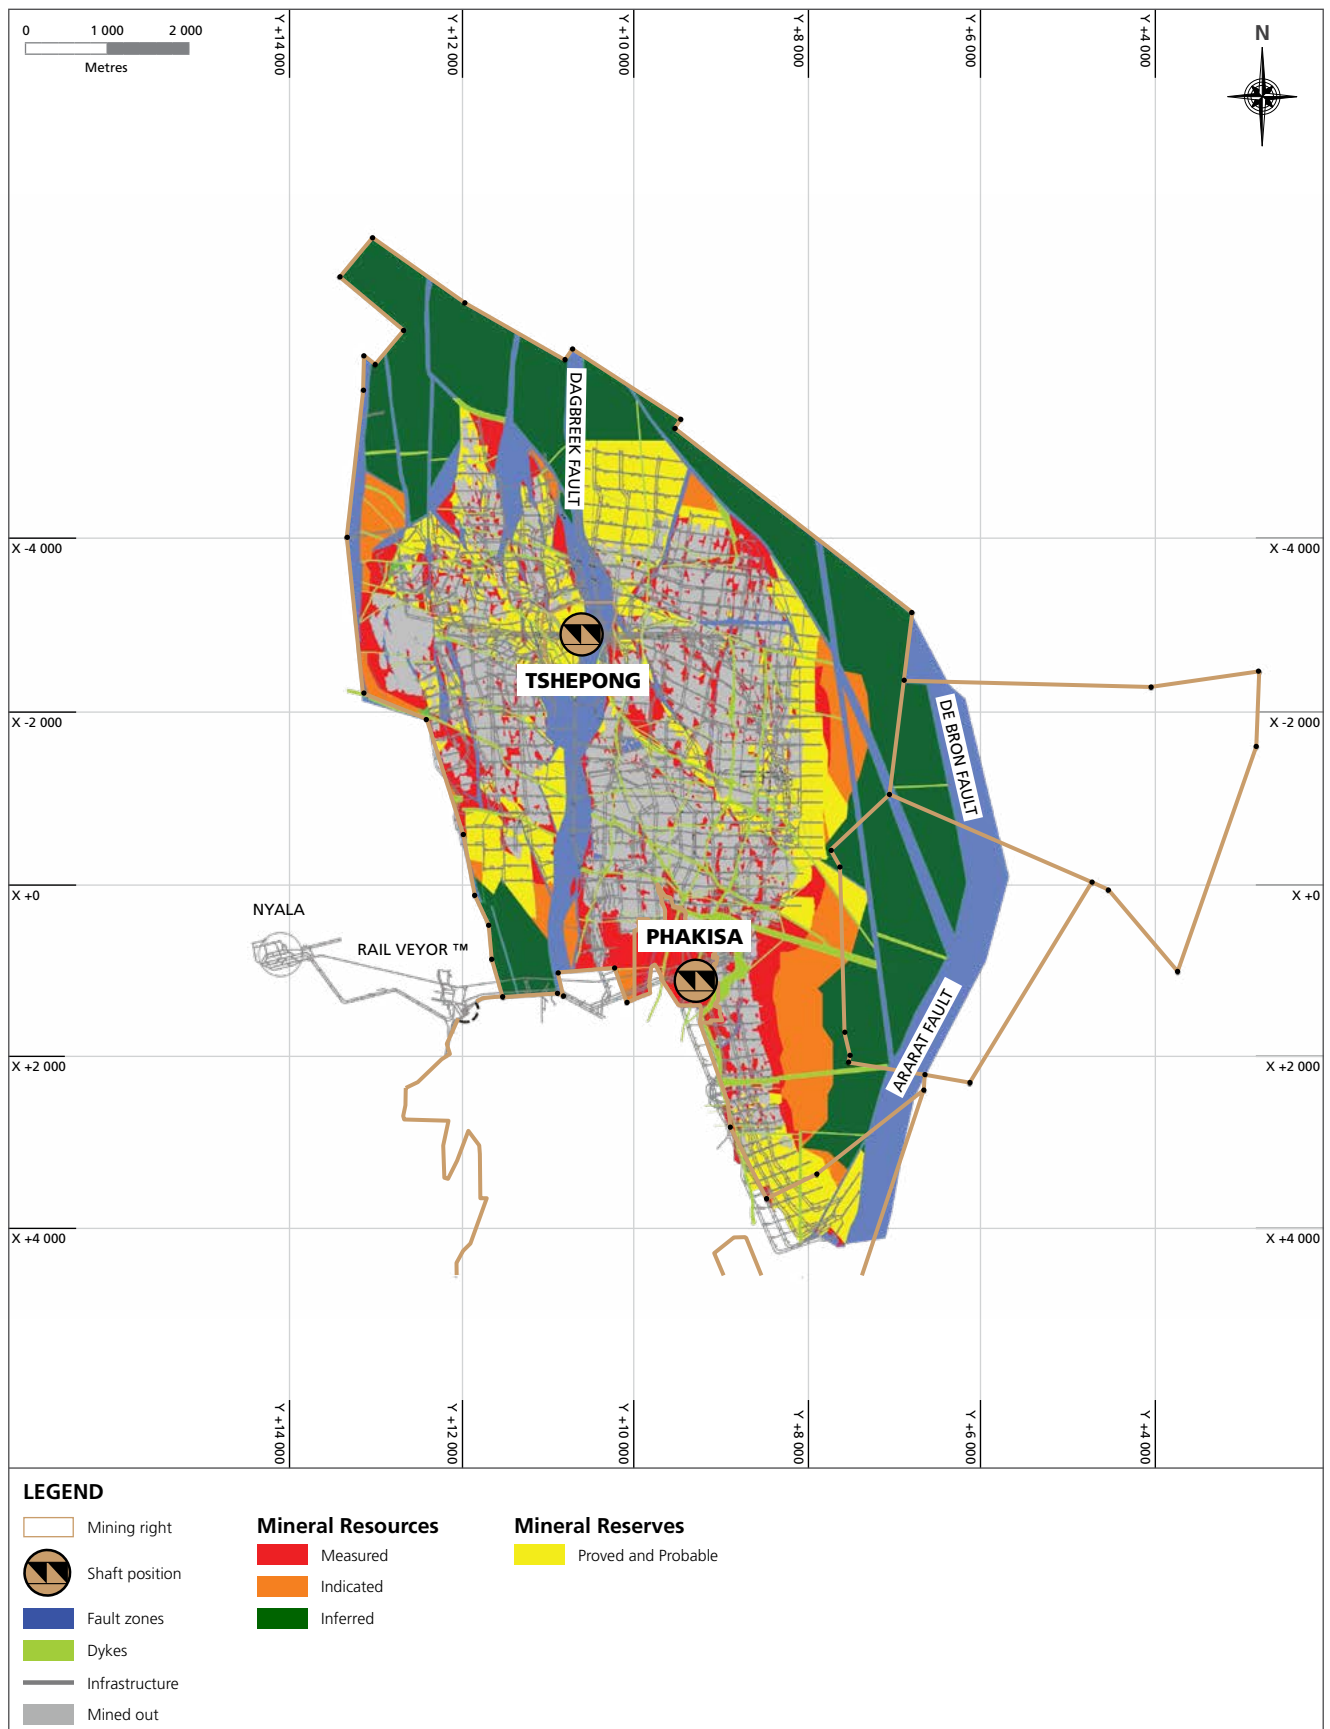 0 1 000 2 000
Metres
Y +14 000
Y +12 000
Y +10 000
Y +8 000
Y +6 000
Y +4 000
N
DAGBREEK FAULT
X -4 000
X -4 000
TSHEPONG
X -2 000
X -2 000
DE BRON FAULT
X +0
X +0
NYALA
RAIL VEYOR ™
PHAKISA
ARARAT FAULT
X +2 000
X +2 000
X +4 000
X +4 000
Y +14 000
Y +12 000
Y +10 000
Y +8 000
Y +6 000
Y +4 000
LEGEND
Mining right
Shaft position
Fault zones
Dykes
Infrastructure
Mined out
Mineral Resources
Measured
Indicated
Inferred
Mineral Reserves
Proved and Probable